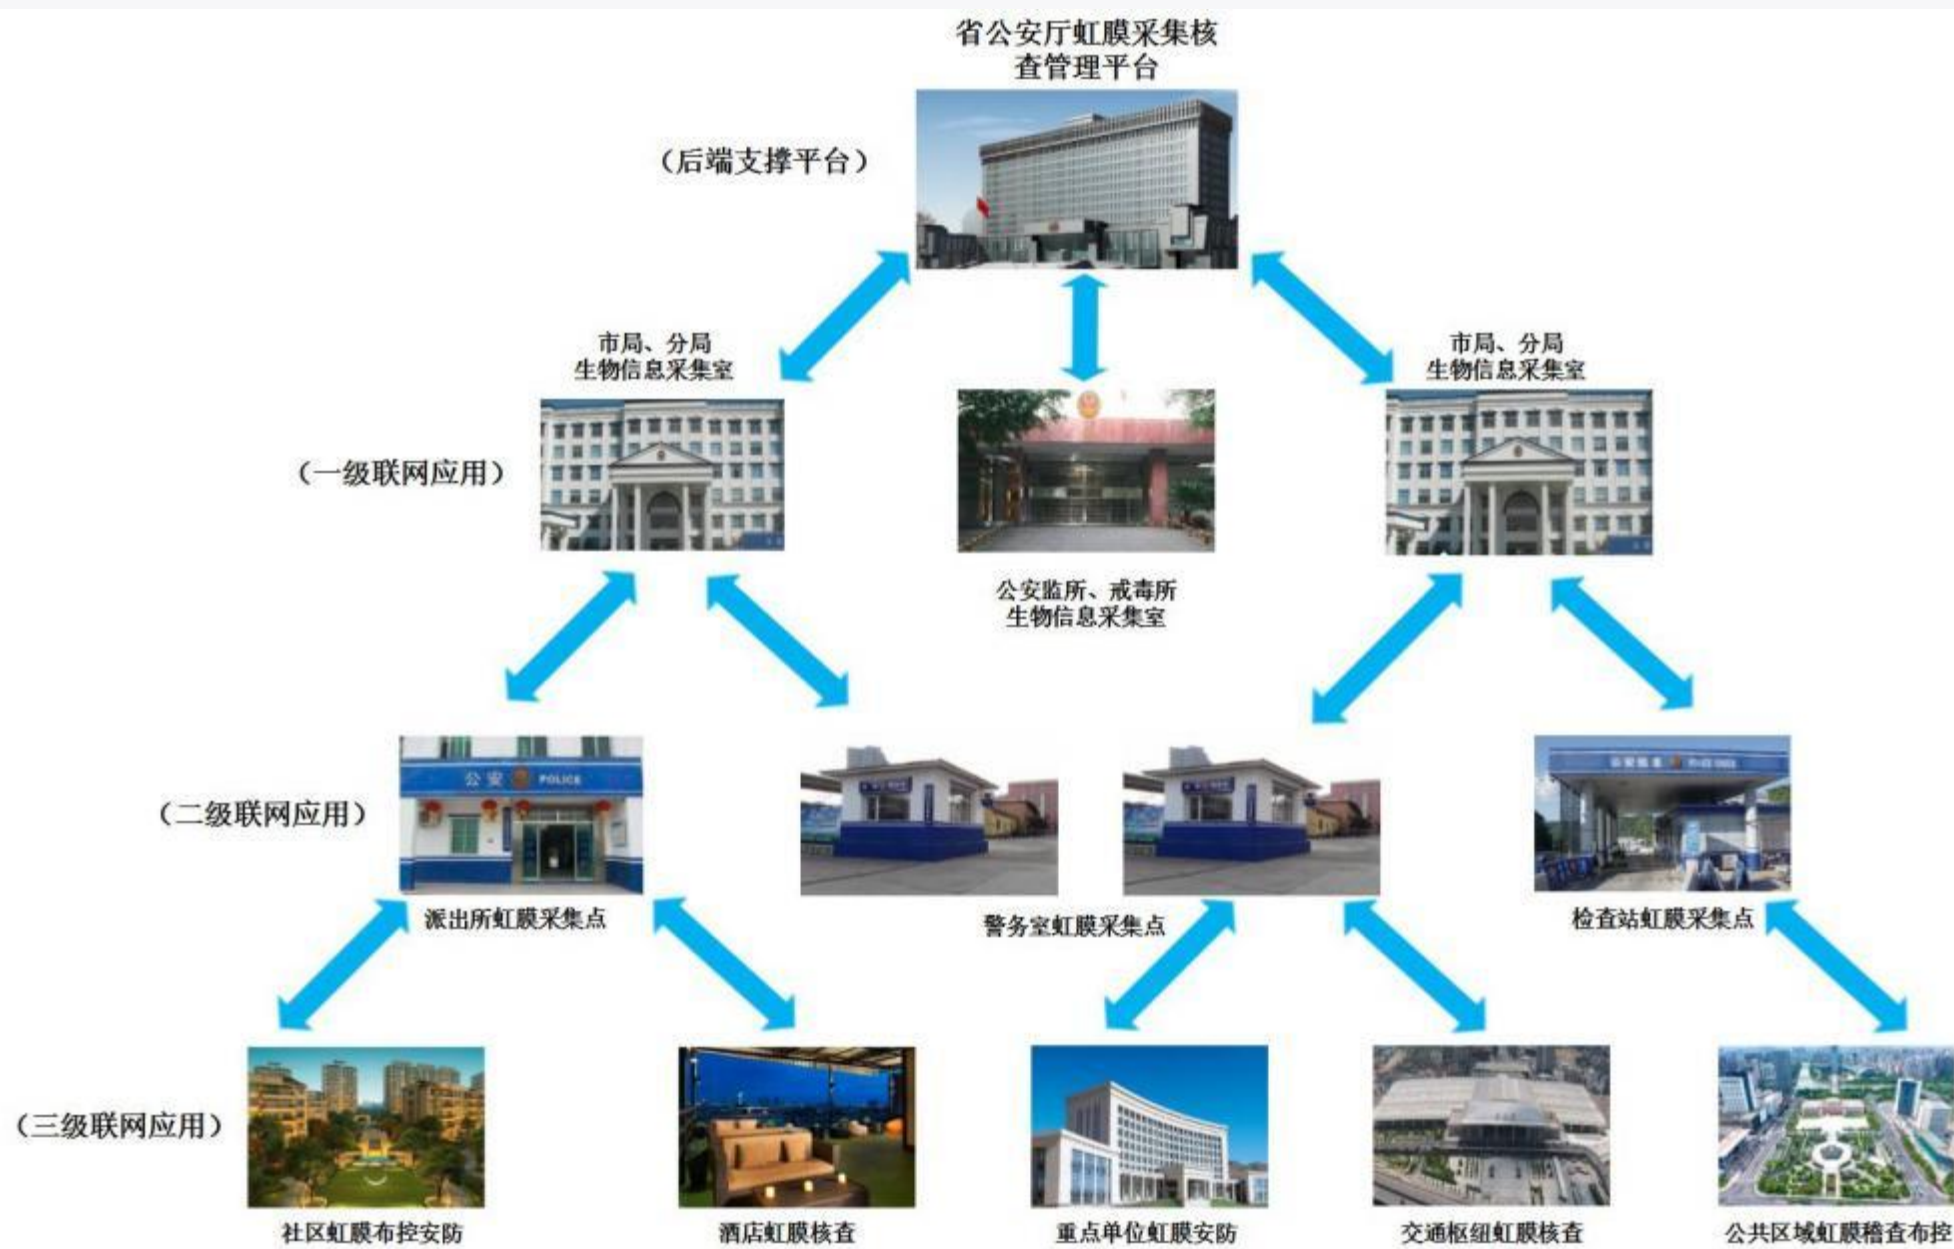 省公安厅虹膜采集核
查管理平台
（后端支撑平台）
市局、分局
生物信息采集室
市局、分局
生物信息采集室
（一级联网应用）
公安监所、戒毒所
生物信息采集室
（二级联网应用）
公安 POLICE
派出所虹膜采集点
警务室虹膜采集点
检查站虹膜采集点
（三级联网应用）
社区虹膜布控安防
酒店虹膜核查
重点单位虹膜安防
交通枢纽虹膜核查
公共区域虹膜稽查布控